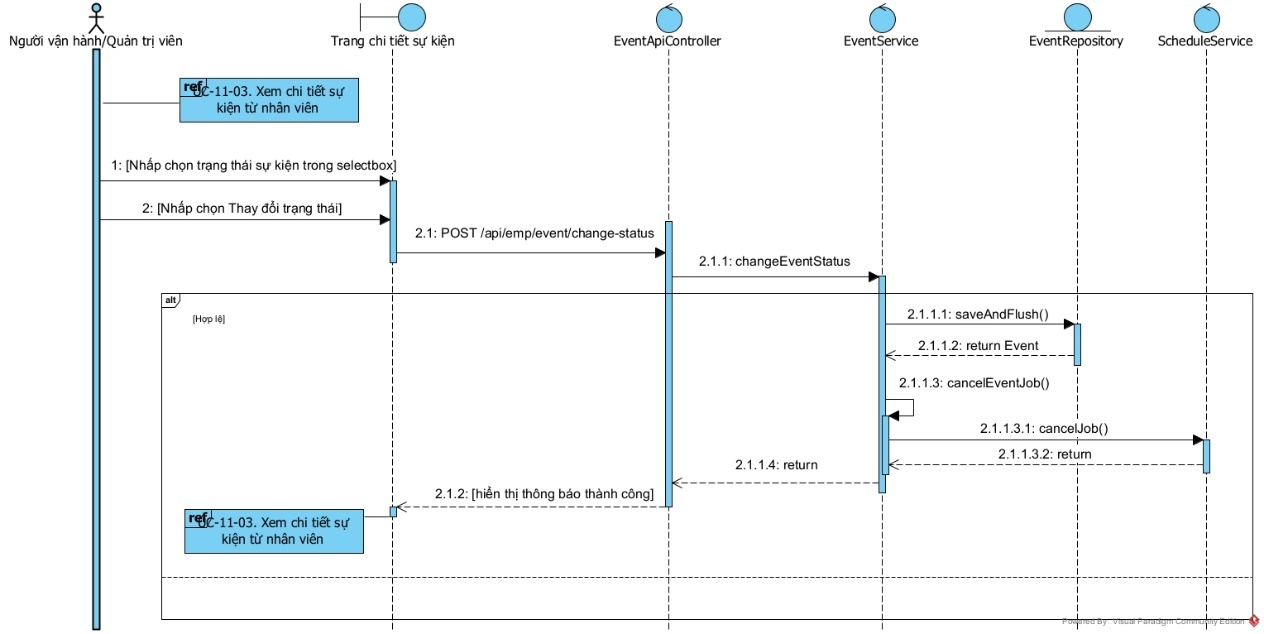 Người vận hành/Quản trị viên
Trang chi tiết sự kiện
EventApiController
EventService
EventRepository
ScheduleService
ref
UC-11-03. Xem chi tiết sự
kiện từ nhân viên
1: [Nhấp chọn trạng thái sự kiện trong selectbox]
2: [Nhấp chọn Thay đổi trạng thái]
2.1: POST /api/emp/event/change-status
2.1.1: changeEventStatus
alt
[Hợp lệ]
2.1.1.1: saveAndFlush()
2.1.1.2: return Event
2.1.1.3: cancelEventJob()
2.1.1.3.1: cancelJob()
2.1.1.3.2: return
2.1.1.4: return
2.1.2: [hiển thị thông báo thành công]
ref
UC-11-03. Xem chi tiết sự
kiện từ nhân viên
Powered By: Visual Paradigm Community Edition